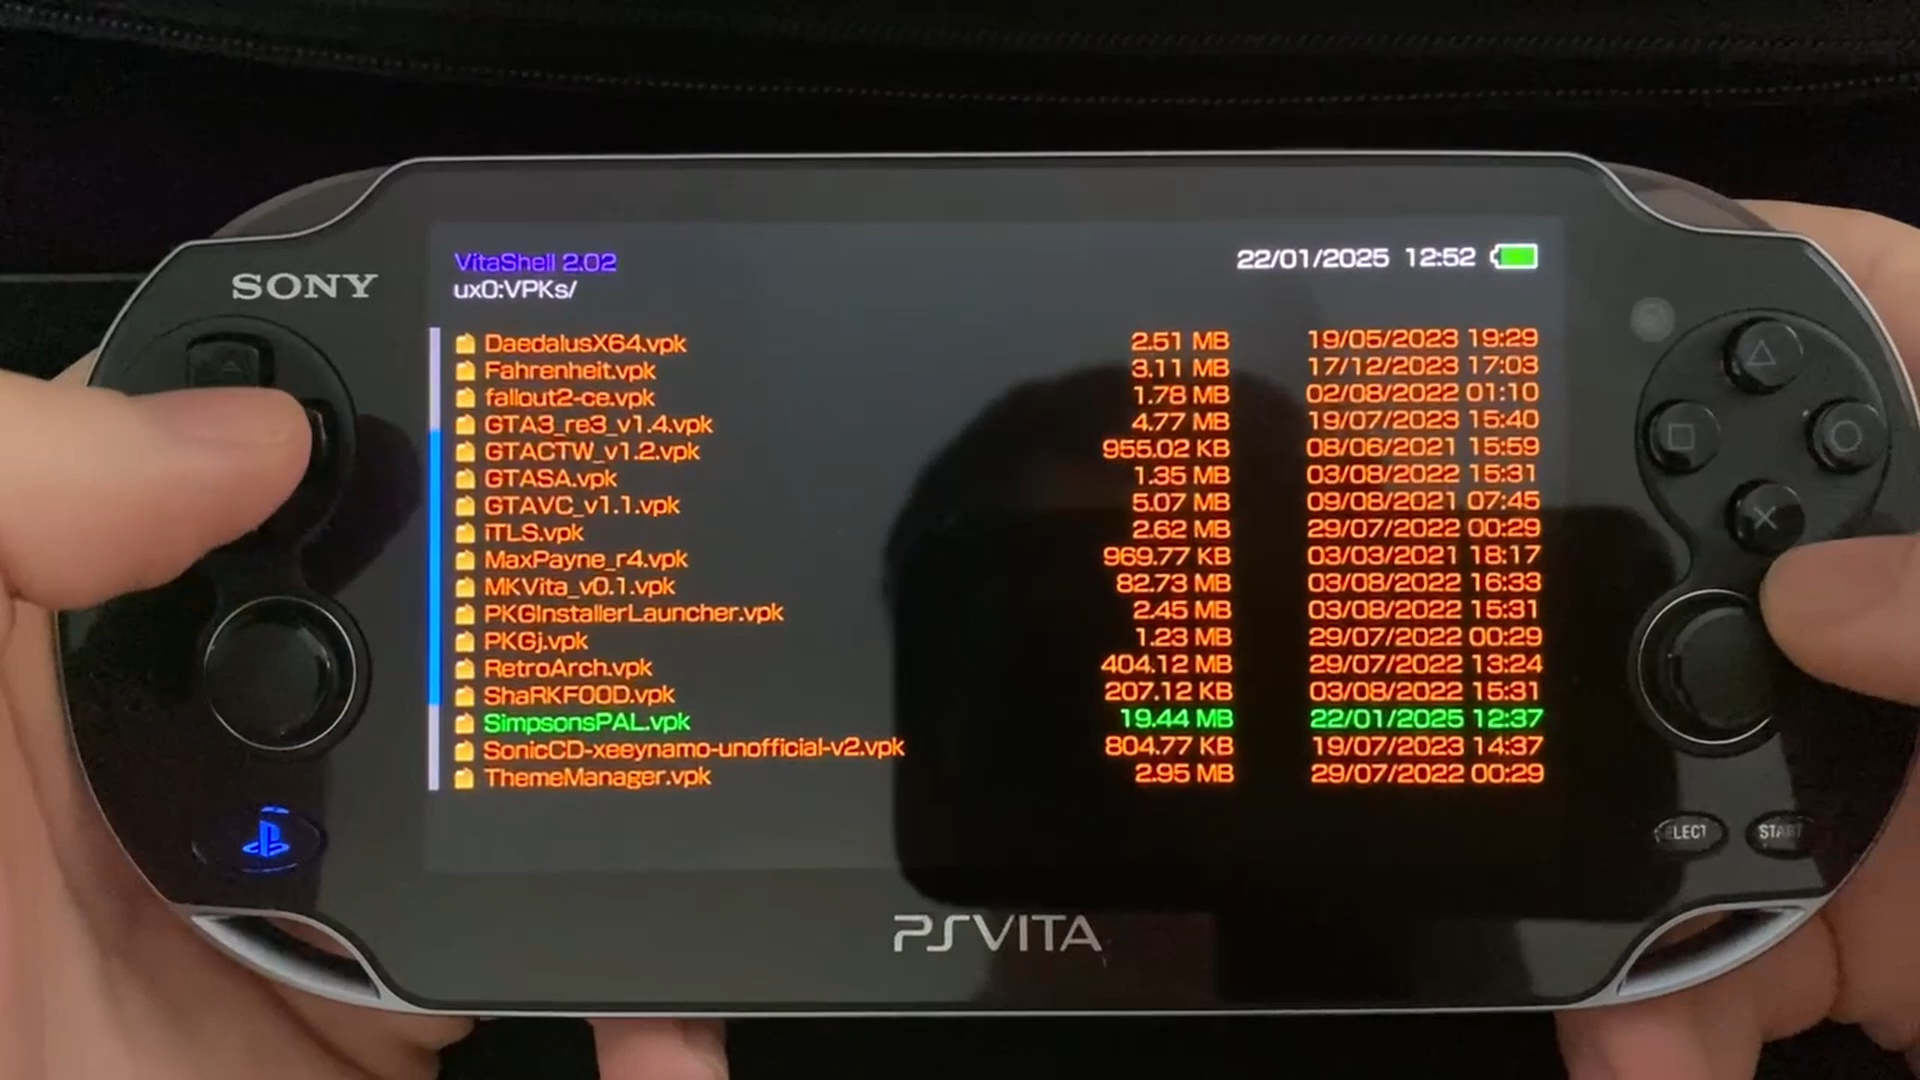 SONY
VitaShell 2.02
22/01/2025 12:52
ux0:VPKs/
DaedalusX64.vpk 2.51 MB 19/05/2023 19:29
Fahrenheit.vpk 3.11 MB 17/12/2023 17:03
fallout2-ce.vpk 1.78 MB 02/08/2022 01:10
GTA3_re3_v1.4.vpk 4.77 MB 19/07/2023 15:40
GTACTW_v1.2.vpk 955.02 KB 08/06/2021 15:59
GTASA.vpk 1.35 MB 03/08/2022 15:31
GTAVC_v1.1.vpk 5.07 MB 09/08/2021 07:45
iTLS.vpk 2.62 MB 29/07/2022 00:29
MaxPayne_r4.vpk 969.77 KB 03/03/2021 18:17
MKVita_v0.1.vpk 82.73 MB 03/08/2022 16:33
PKGInstallerLauncher.vpk 2.45 MB 03/08/2022 15:31
PKGj.vpk 1.23 MB 29/07/2022 00:29
RetroArch.vpk 404.12 MB 29/07/2022 13:24
ShaRKF00D.vpk 207.12 KB 03/08/2022 15:31
SimpsonsPAL.vpk 19.44 MB 22/01/2025 12:37
SonicCD-xeeynamo-unofficial-v2.vpk 804.77 KB 19/07/2023 14:37
ThemeManager.vpk 2.95 MB 29/07/2022 00:29
ELECT START
PSVITA